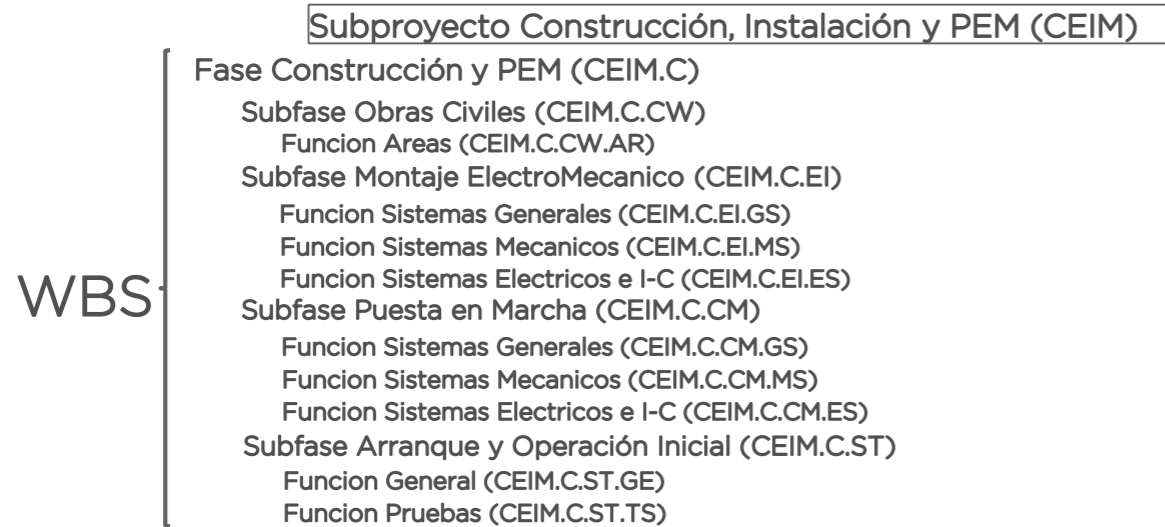 Subproyecto Construcción, Instalación y PEM (CEIM)
Fase Construcción y PEM (CEIM.C)
Subfase Obras Civiles (CEIM.C.CW)
Funcion Areas (CEIM.C.CW.AR)
Subfase Montaje ElectroMecanico (CEIM.C.EI)
Funcion Sistemas Generales (CEIM.C.EI.GS)
Funcion Sistemas Mecanicos (CEIM.C.EI.MS)
Funcion Sistemas Electricos e I-C (CEIM.C.EI.ES)
WBS
Subfase Puesta en Marcha (CEIM.C.CM)
Funcion Sistemas Generales (CEIM.C.CM.GS)
Funcion Sistemas Mecanicos (CEIM.C.CM.MS)
Funcion Sistemas Electricos e I-C (CEIM.C.CM.ES)
Subfase Arranque y Operación Inicial (CEIM.C.ST)
Funcion General (CEIM.C.ST.GE)
Funcion Pruebas (CEIM.C.ST.TS)